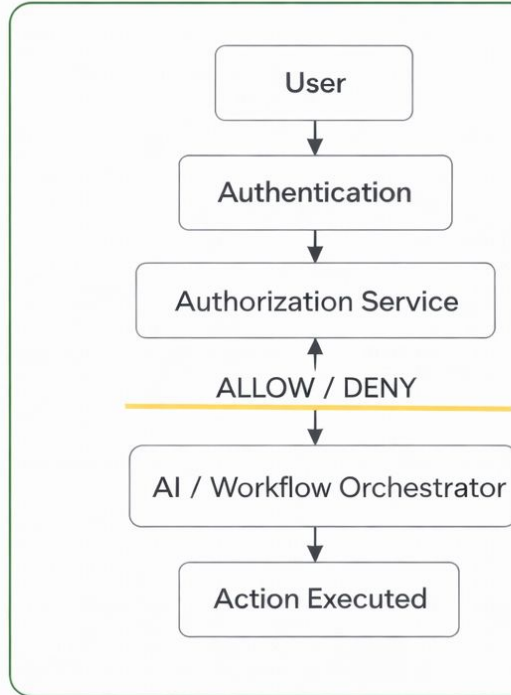 User
Authentication
Authorization Service
ALLOW / DENY
AI / Workflow Orchestrator
Action Executed